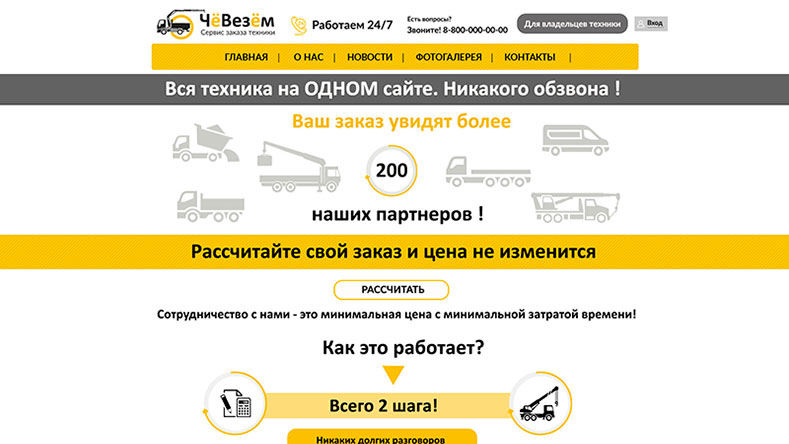 ЧёВезём
Сервис заказа техники
Работаем 24/7
Есть вопросы?
Звоните! 8-800-000-00-00
Для владельцев техники
Вход
ГЛАВНАЯ | О НАС | НОВОСТИ | ФОТОГАЛЕРЕЯ | КОНТАКТЫ |
Вся техника на ОДНОМ сайте. Никакого обзвона !
Ваш заказ увидят более
200
наших партнеров !
Рассчитайте свой заказ и цена не изменится
РАССЧИТАТЬ
Сотрудничество с нами - это минимальная цена с минимальной затратой времени!
Как это работает?
Всего 2 шага!
Никаких долгих разговоров